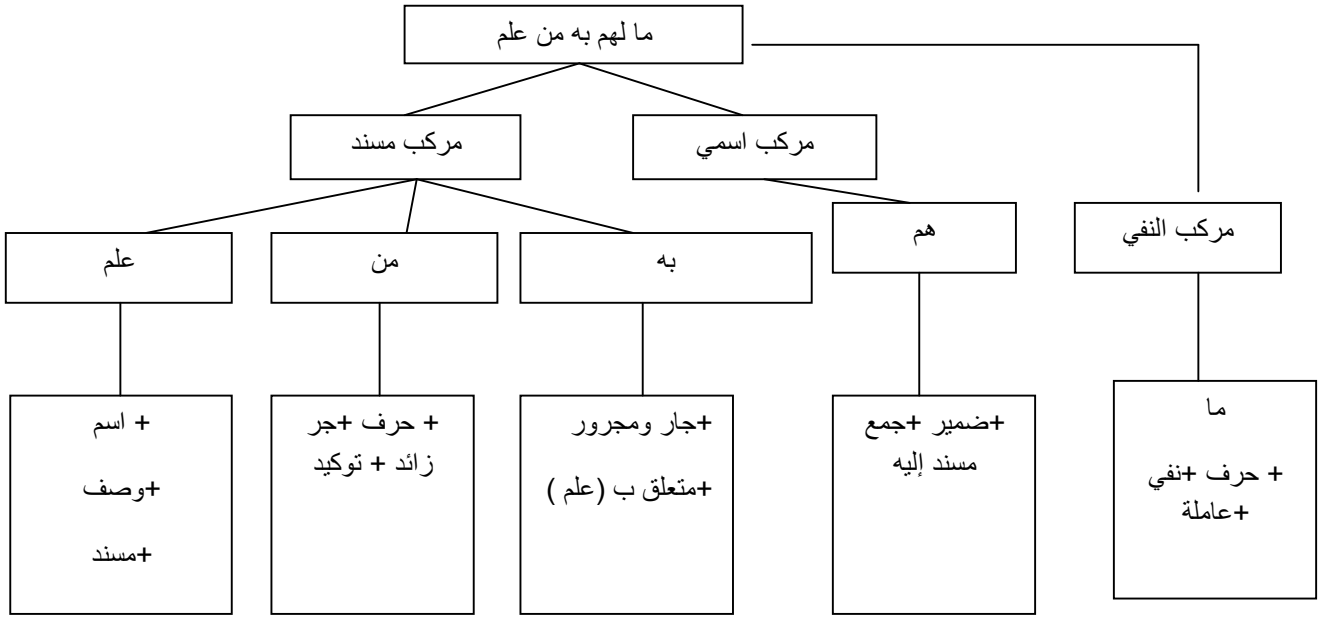 ما لهم به من علم
مركب اسمي
مركب مسند
مركب النفي
هم
به
من
علم
ما
+ حرف +نفي
+عاملة
+ضمير +جمع
مسند إليه
+جار ومجرور
+متعلق ب (علم )
+ حرف +جر
زائد + توكيد
+ اسم
+وصف
+مسند